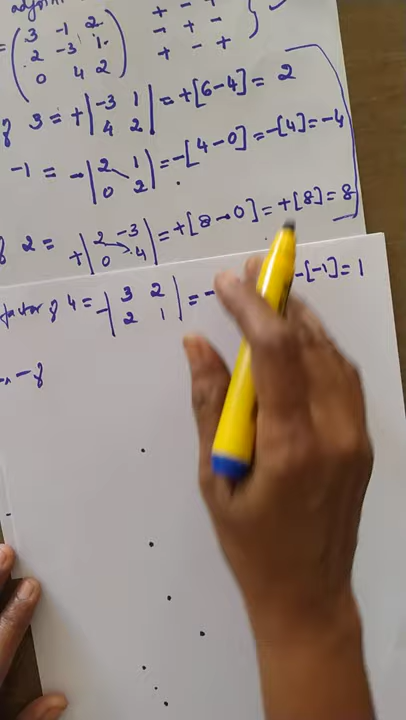 adjoint
+ - +
= ( 3 -1 2
2 -3 1
0 4 2 )
- + -
+ - +
3 = + | -3 1
4 2 | = +[6-4] = 2
-1 = - | 2 1
0 2 | = -[4-0] = -[4] = -4
2 = + | 2 -3
0 4 | = +[8-0] = +[8] = 8
factor of 4 = - | 3 2
2 1 | = - -[-1] = 1